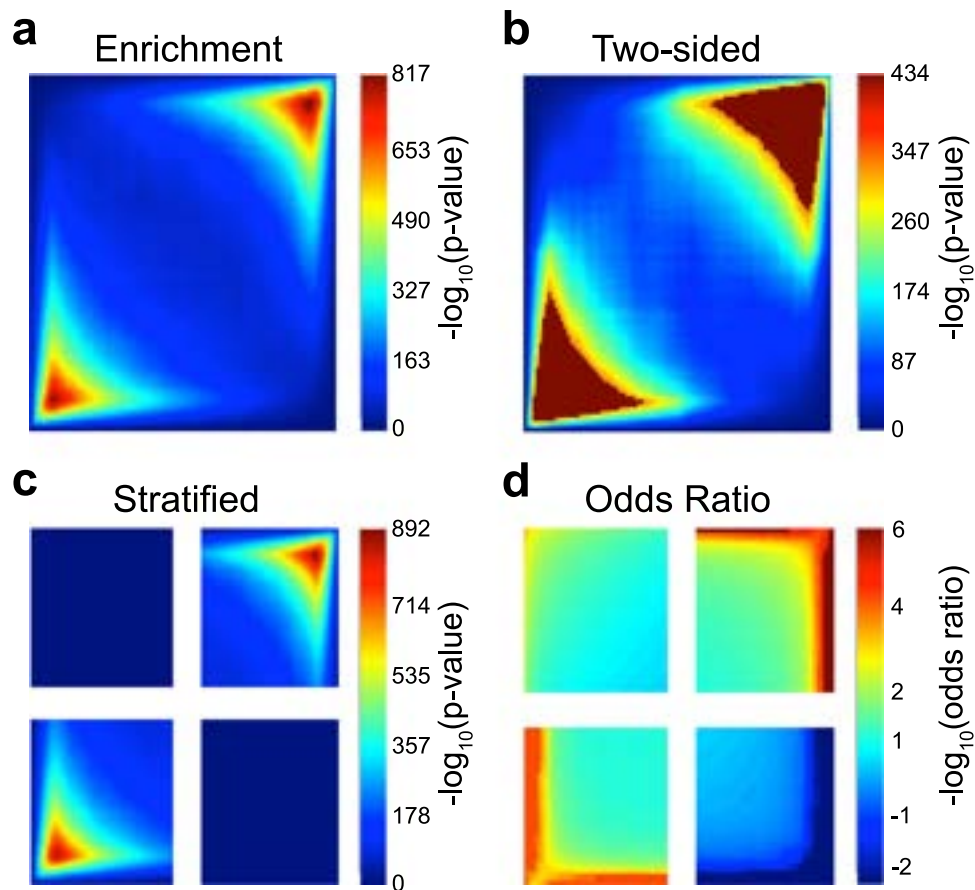 a
Enrichment
817
653
490
327
163
0
-log10(p-value)
b
Two-sided
434
347
260
174
87
0
-log10(p-value)
c
Stratified
892
714
535
357
178
0
-log10(p-value)
d
Odds Ratio
6
4
2
1
-1
-2
-log10(odds ratio)